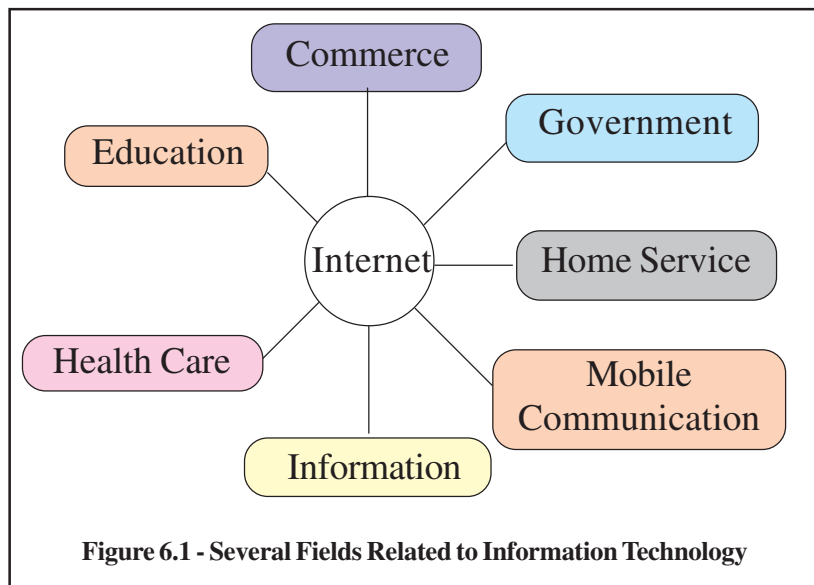 Commerce
Government
Education
Internet
Home Service
Health Care
Mobile
Communication
Information
Figure 6.1 - Several Fields Related to Information Technology